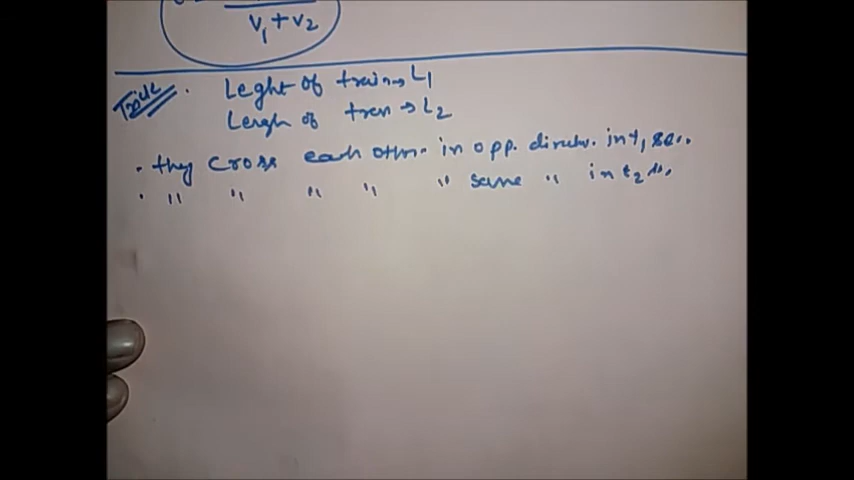 V₁ + V₂
Trick . Leght of train → L₁
Lengh of tren → L₂
. they cross each other in opp. directn. in t₁ sec.
. " " " " " same " in t₂ s.